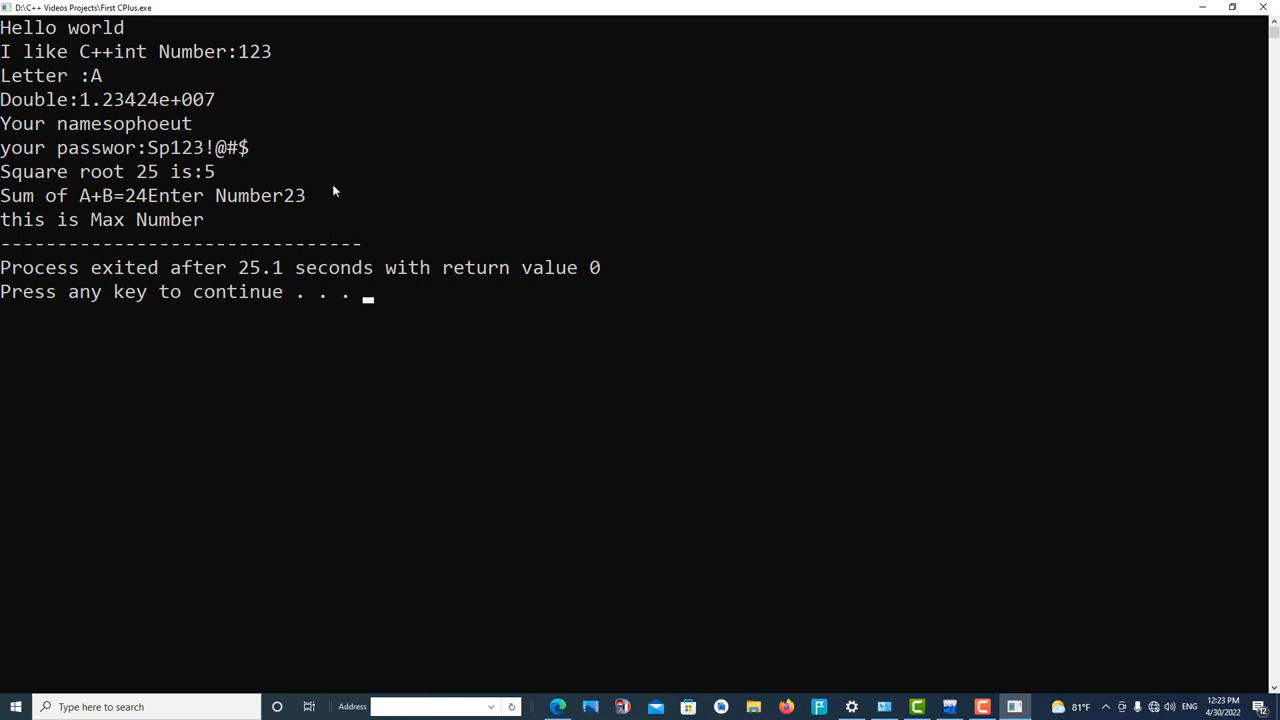 D:\C++ Videos Projects\First CPlus.exe
Hello world
I like C++int Number:123
Letter :A
Double:1.23424e+007
Your namesophoeut
your passwor:Sp123!@#$
Square root 25 is:5
Sum of A+B=24Enter Number23
this is Max Number
--------------------------------
Process exited after 25.1 seconds with return value 0
Press any key to continue . . .
Type here to search
Address
DEV
81°F
ENG
12:23 PM
4/30/2022
12